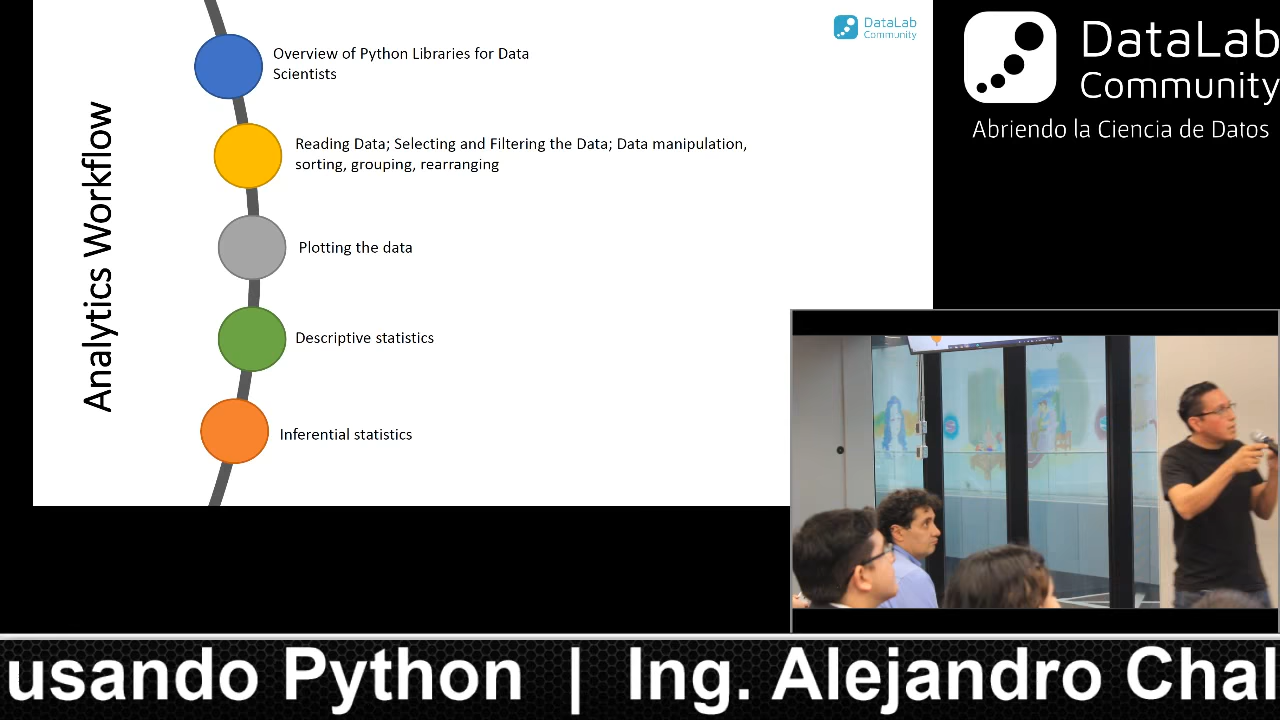 Analytics Workflow
Overview of Python Libraries for Data
Scientists
Reading Data; Selecting and Filtering the Data; Data manipulation,
sorting, grouping, rearranging
Plotting the data
Descriptive statistics
Inferential statistics
DataLab
Community
DataLab
Community
Abriendo la Ciencia de Datos
usando Python | Ing. Alejandro Chal